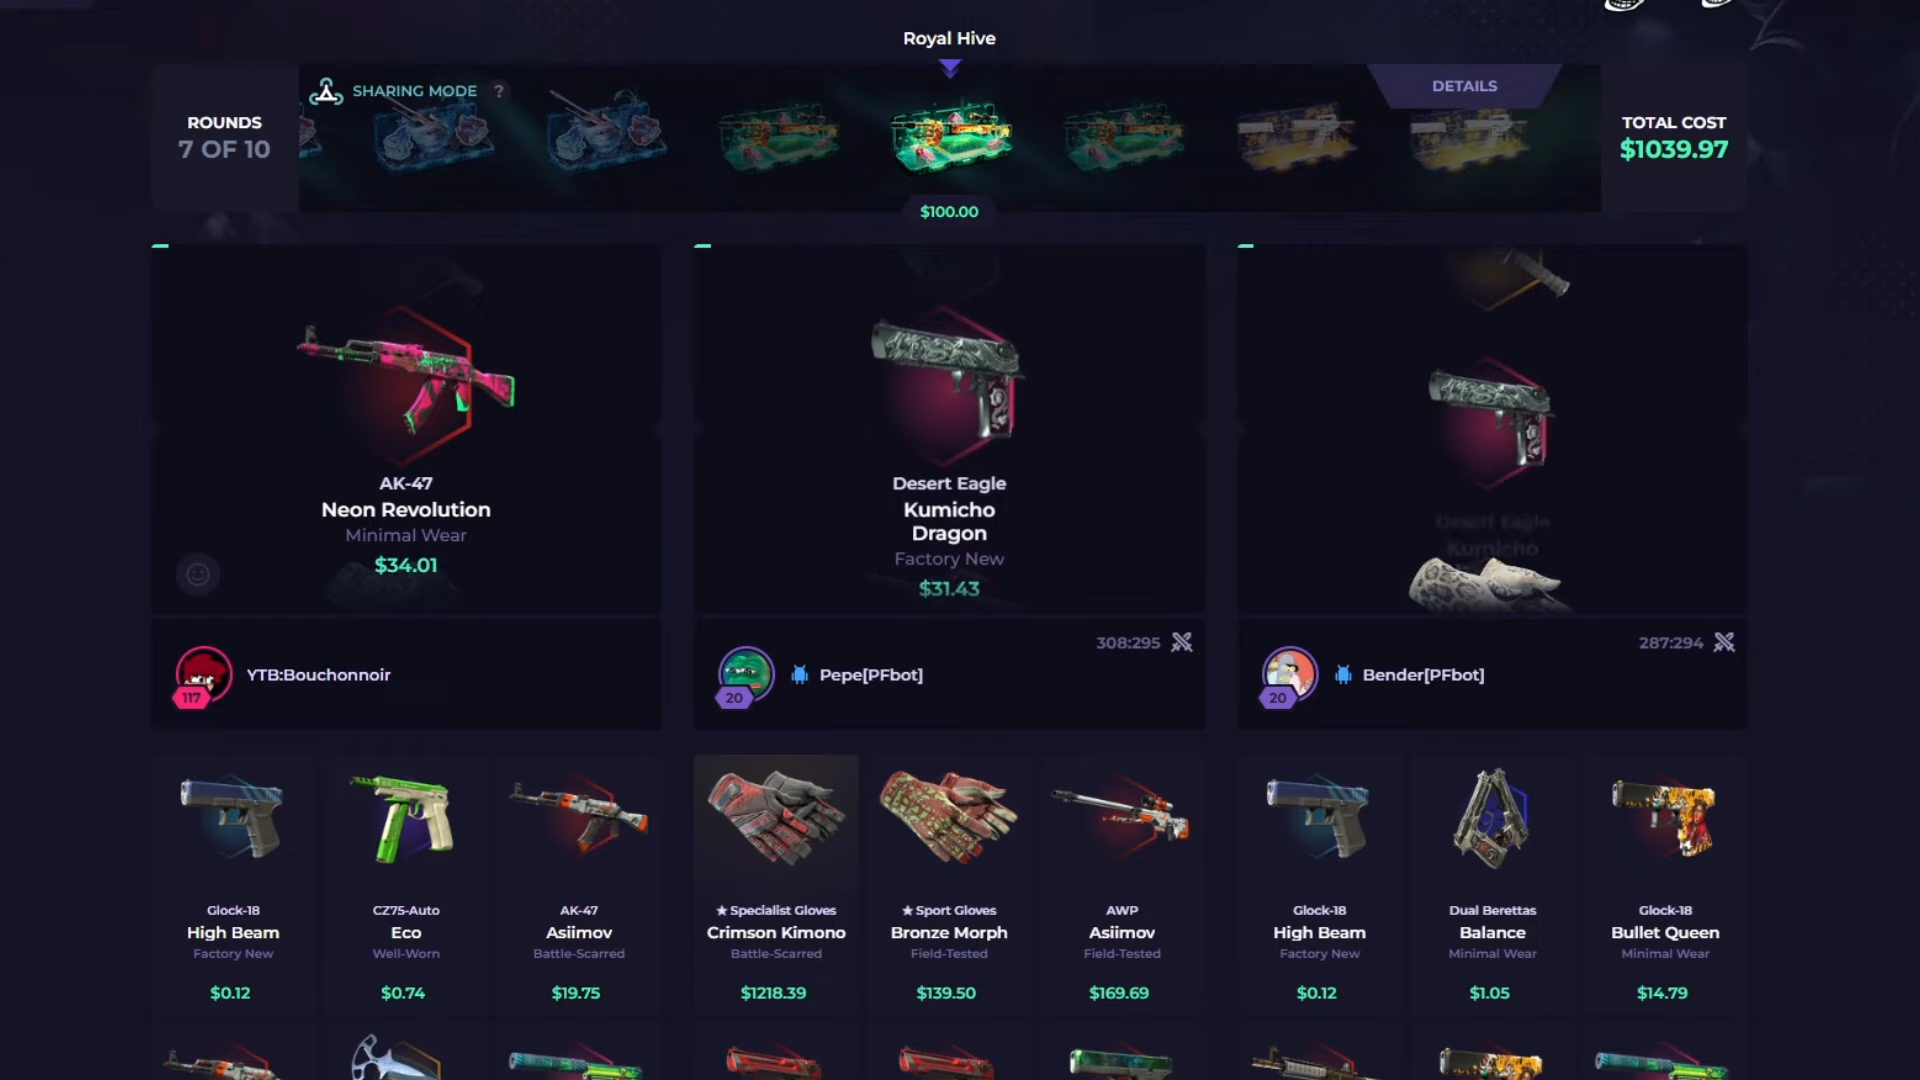 Royal Hive
SHARING MODE ?
DETAILS
ROUNDS
7 OF 10
TOTAL COST
$1039.97
$100.00
AK-47
Neon Revolution
Minimal Wear
$34.01
Desert Eagle
Kumicho
Dragon
Factory New
$31.43
Desert Eagle
Kumicho
YTB:Bouchonnoir
117
308:295
Pepe[PFbot]
20
287:294
Bender[PFbot]
20
Glock-18
High Beam
Factory New
$0.12
CZ75-Auto
Eco
Well-Worn
$0.74
AK-47
Asiimov
Battle-Scarred
$19.75
★ Specialist Gloves
Crimson Kimono
Battle-Scarred
$1218.39
★ Sport Gloves
Bronze Morph
Field-Tested
$139.50
AWP
Asiimov
Field-Tested
$169.69
Glock-18
High Beam
Factory New
$0.12
Dual Berettas
Balance
Minimal Wear
$1.05
Glock-18
Bullet Queen
Minimal Wear
$14.79